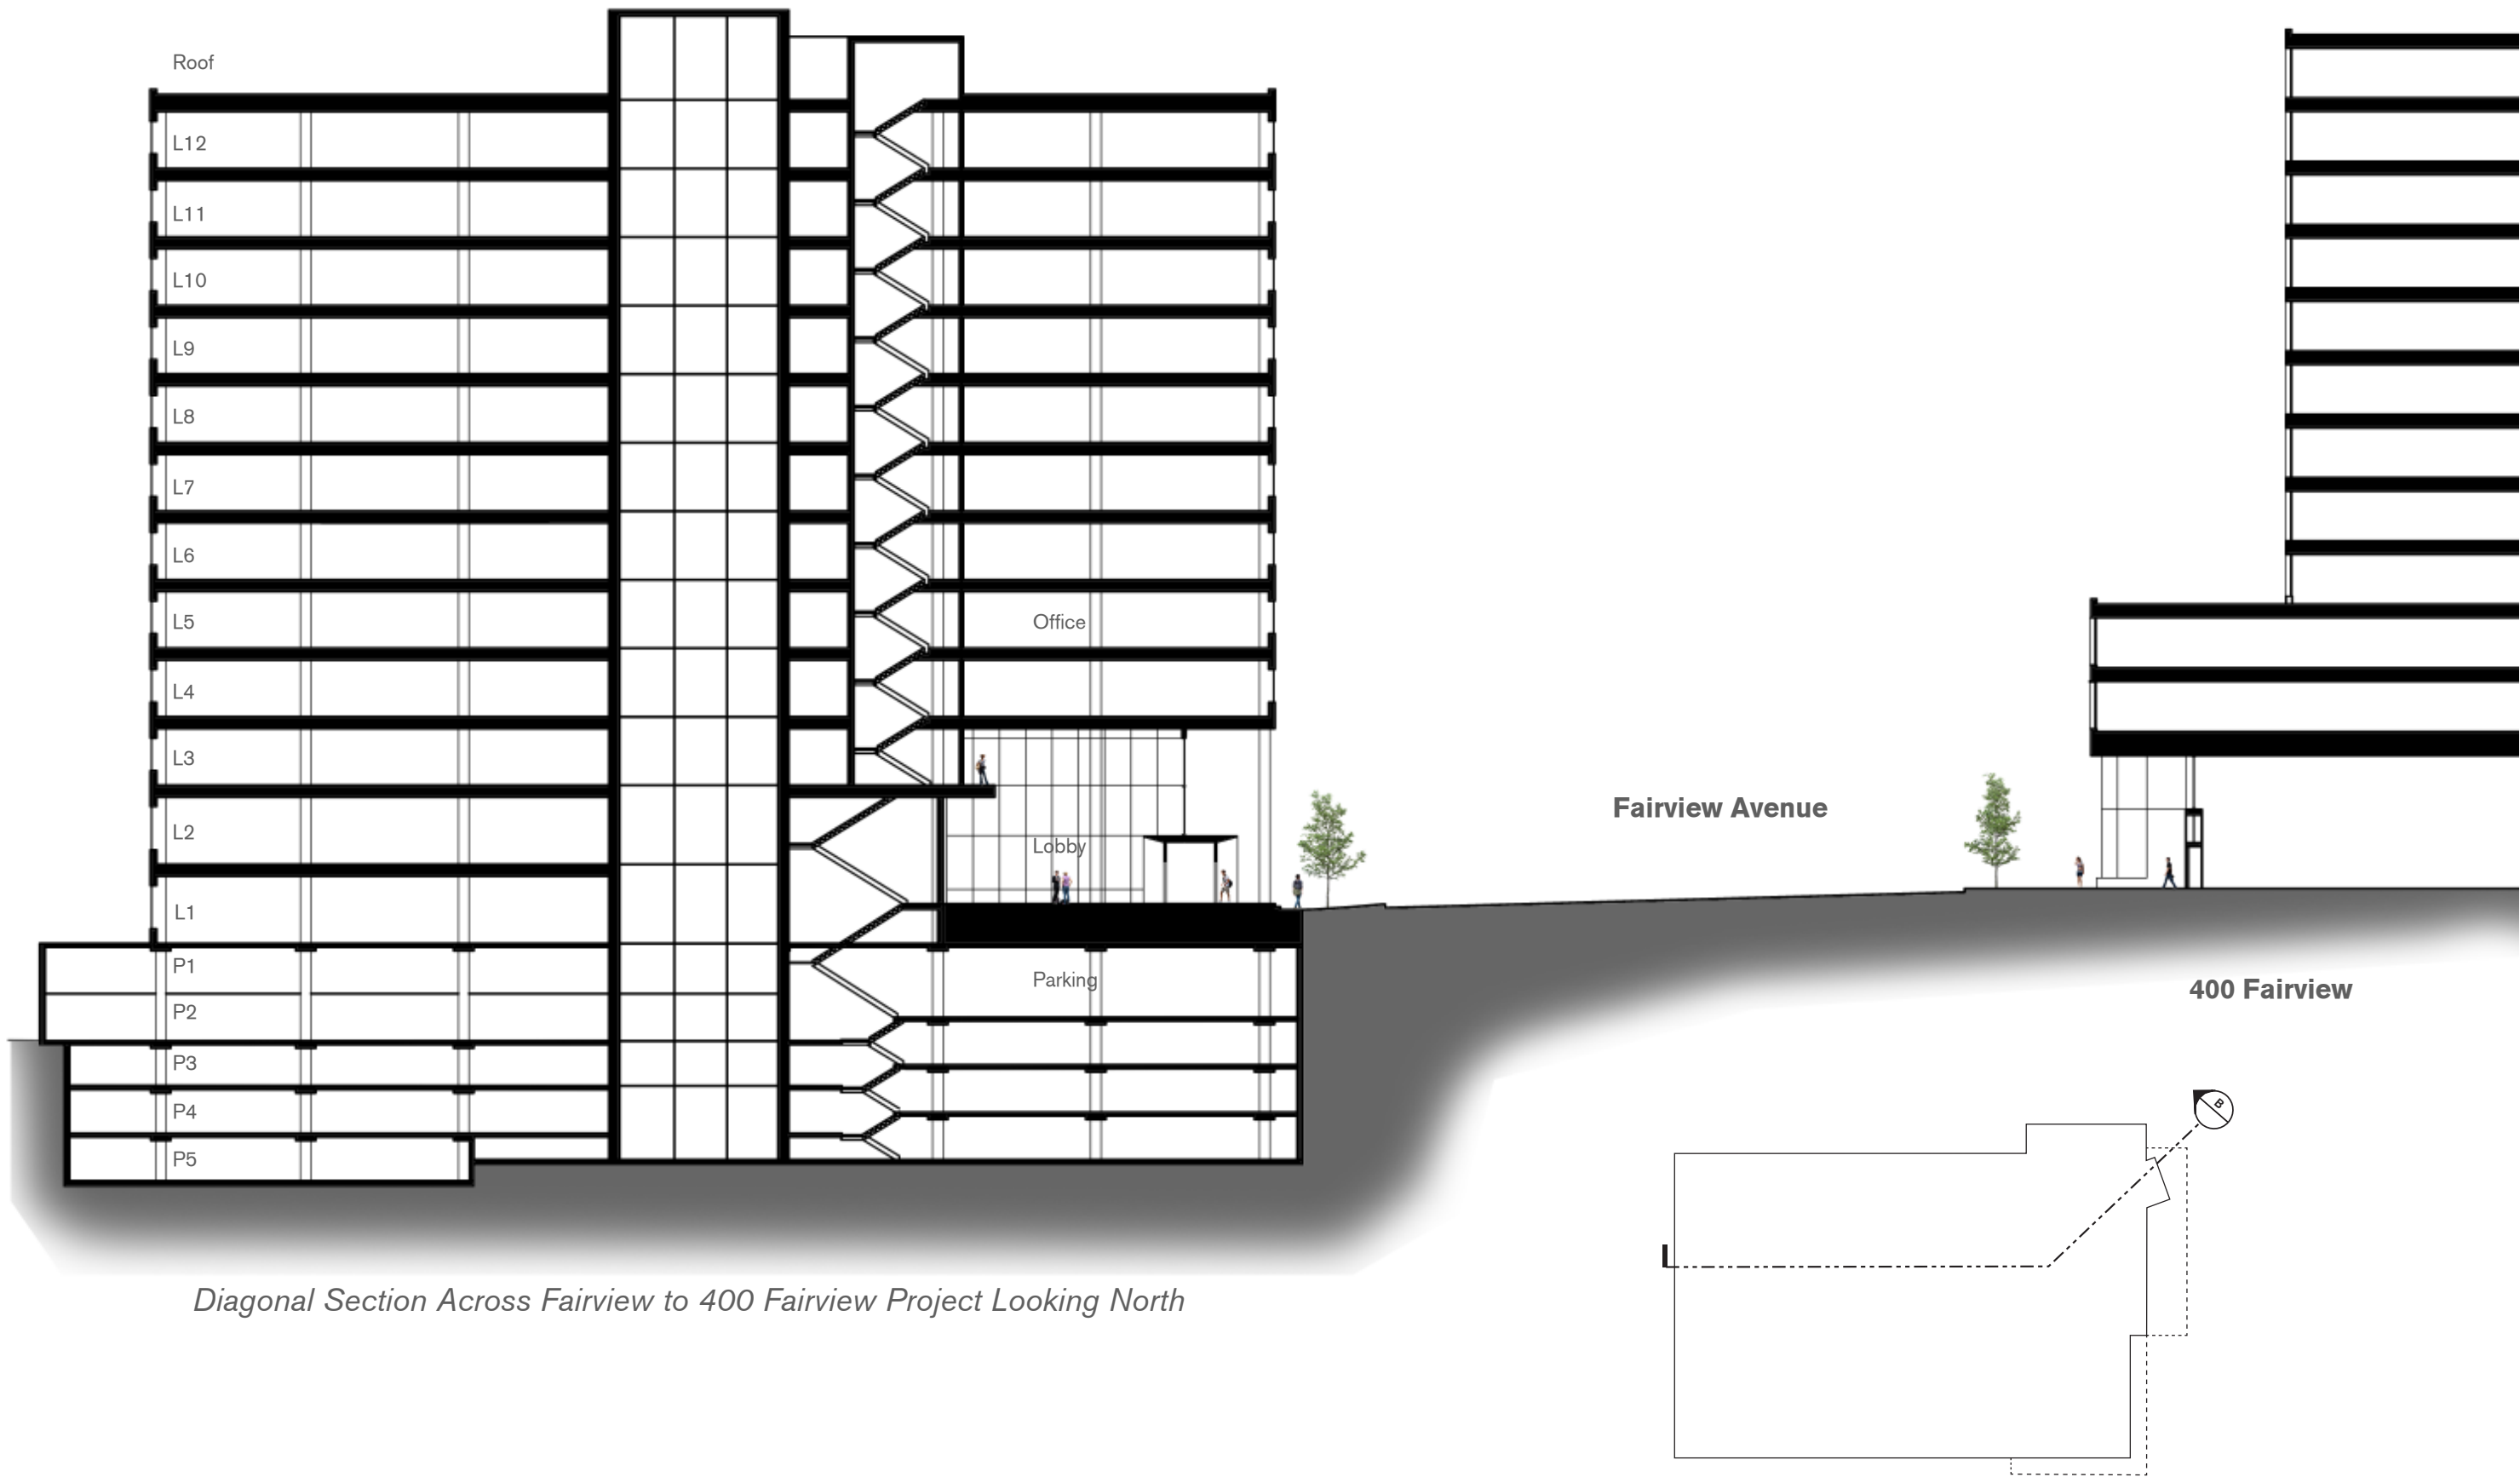 Roof
L12
L11
L10
L9
L8
L7
L6
L5
Office
L4
L3
Fairview Avenue
L2
Lobby
L1
P1
Parking
400 Fairview
P2
P3
P4
B
P5
Diagonal Section Across Fairview to 400 Fairview Project Looking North